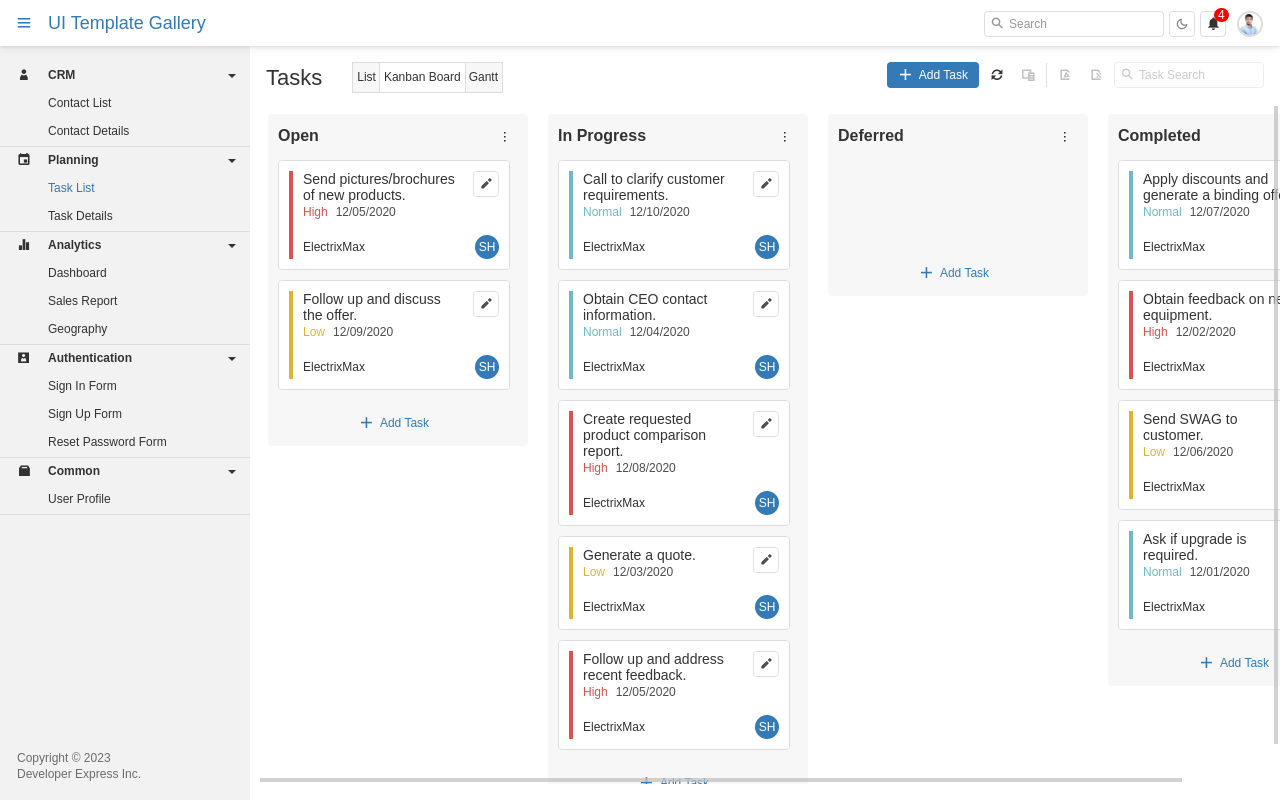 UI Template Gallery
Search
4
CRM
Contact List
Contact Details
Planning
Task List
Task Details
Analytics
Dashboard
Sales Report
Geography
Authentication
Sign In Form
Sign Up Form
Reset Password Form
Common
User Profile
Copyright © 2023
Developer Express Inc.
Tasks
List
Kanban Board
Gantt
Add Task
Task Search
Open
Send pictures/brochures
of new products.
High 12/05/2020
ElectrixMax
SH
Follow up and discuss
the offer.
Low 12/09/2020
ElectrixMax
SH
Add Task
In Progress
Call to clarify customer
requirements.
Normal 12/10/2020
ElectrixMax
SH
Obtain CEO contact
information.
Normal 12/04/2020
ElectrixMax
SH
Create requested
product comparison
report.
High 12/08/2020
ElectrixMax
SH
Generate a quote.
Low 12/03/2020
ElectrixMax
SH
Follow up and address
recent feedback.
High 12/05/2020
ElectrixMax
SH
Add Task
Deferred
Add Task
Completed
Apply discounts and
generate a binding
Normal 12/07/2020
ElectrixMax
Obtain feedback on
equipment.
High 12/02/2020
ElectrixMax
Send SWAG to
customer.
Low 12/06/2020
ElectrixMax
Ask if upgrade is
required.
Normal 12/01/2020
ElectrixMax
Add Task